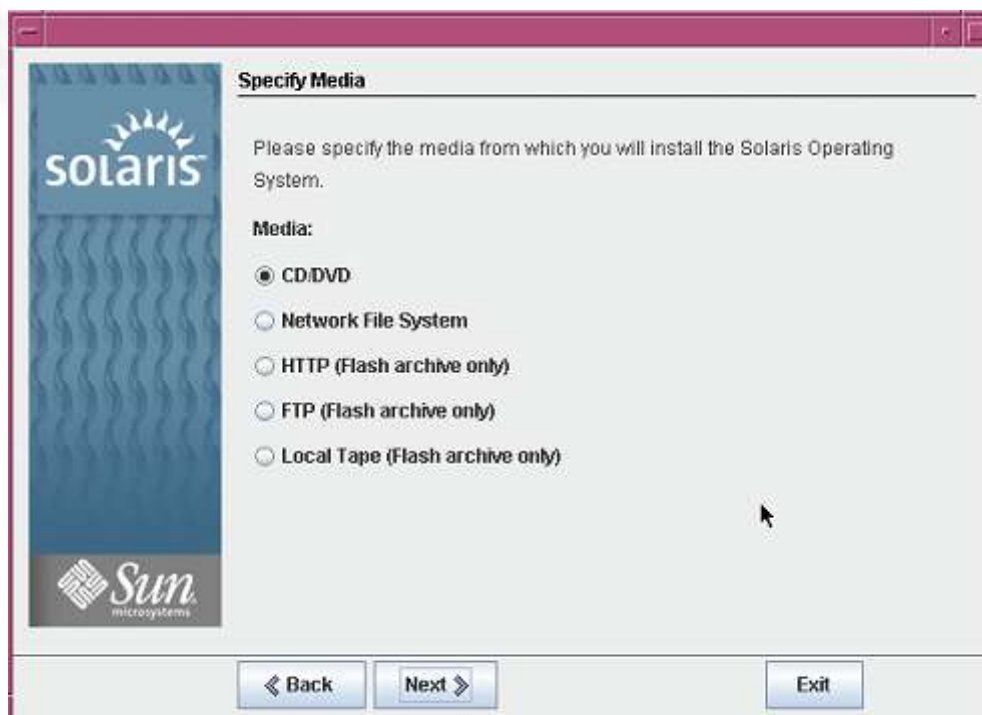 Specify Media
solaris™
Please specify the media from which you will install the Solaris Operating
System.
Media:
CD/DVD
Network File System
HTTP (Flash archive only)
FTP (Flash archive only)
Local Tape (Flash archive only)
Sun
microsystems
Back
Next
Exit